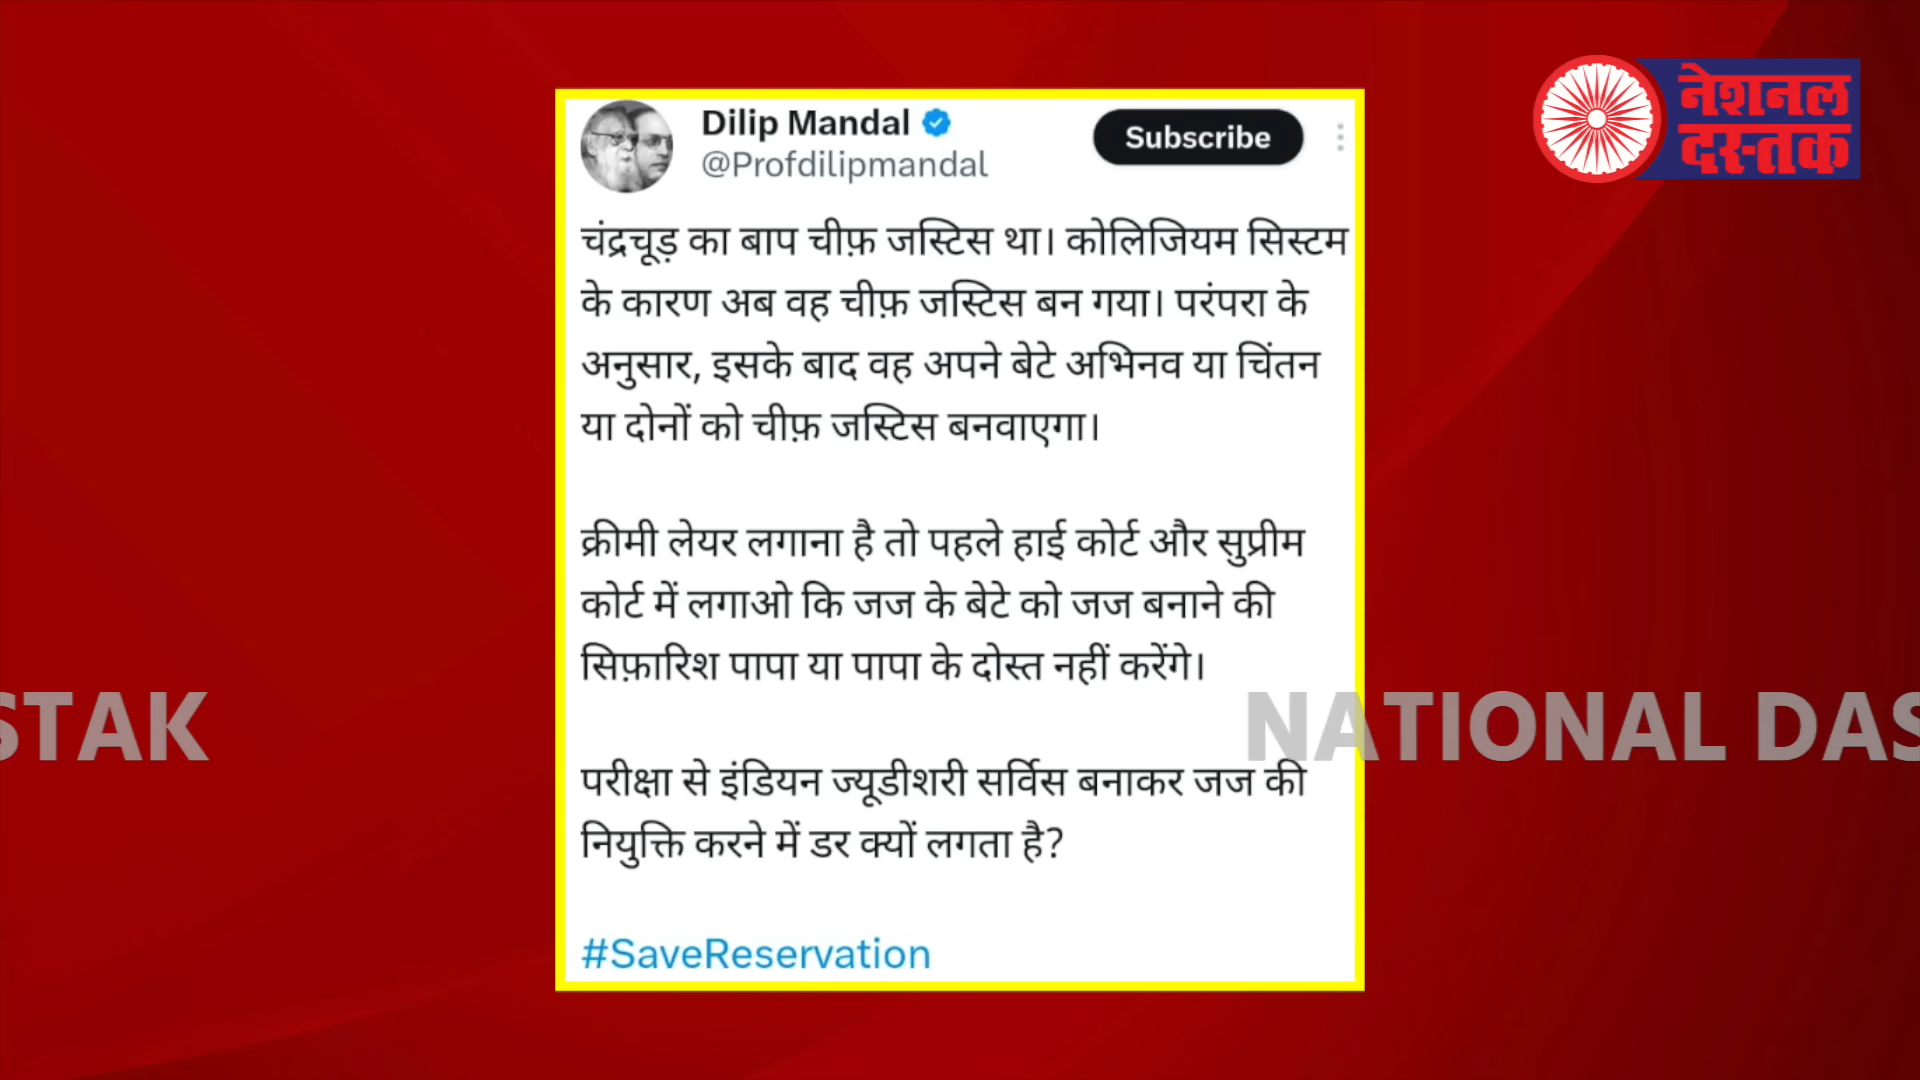 नेशनल
दस्तक
Dilip Mandal
Subscribe
@Profdilipmandal
चंद्रचूड़ का बाप चीफ़ जस्टिस था। कोलिजियम सिस्टम
के कारण अब वह चीफ़ जस्टिस बन गया। परंपरा के
अनुसार, इसके बाद वह अपने बेटे अभिनव या चिंतन
या दोनों को चीफ़ जस्टिस बनवाएगा।
क्रीमी लेयर लगाना है तो पहले हाई कोर्ट और सुप्रीम
कोर्ट में लगाओ कि जज के बेटे को जज बनाने की
सिफ़ारिश पापा या पापा के दोस्त नहीं करेंगे।
STAK
NATIONAL DAS
परीक्षा से इंडियन ज्यूडीशरी सर्विस बनाकर जज की
नियुक्ति करने में डर क्यों लगता है?
#SaveReservation